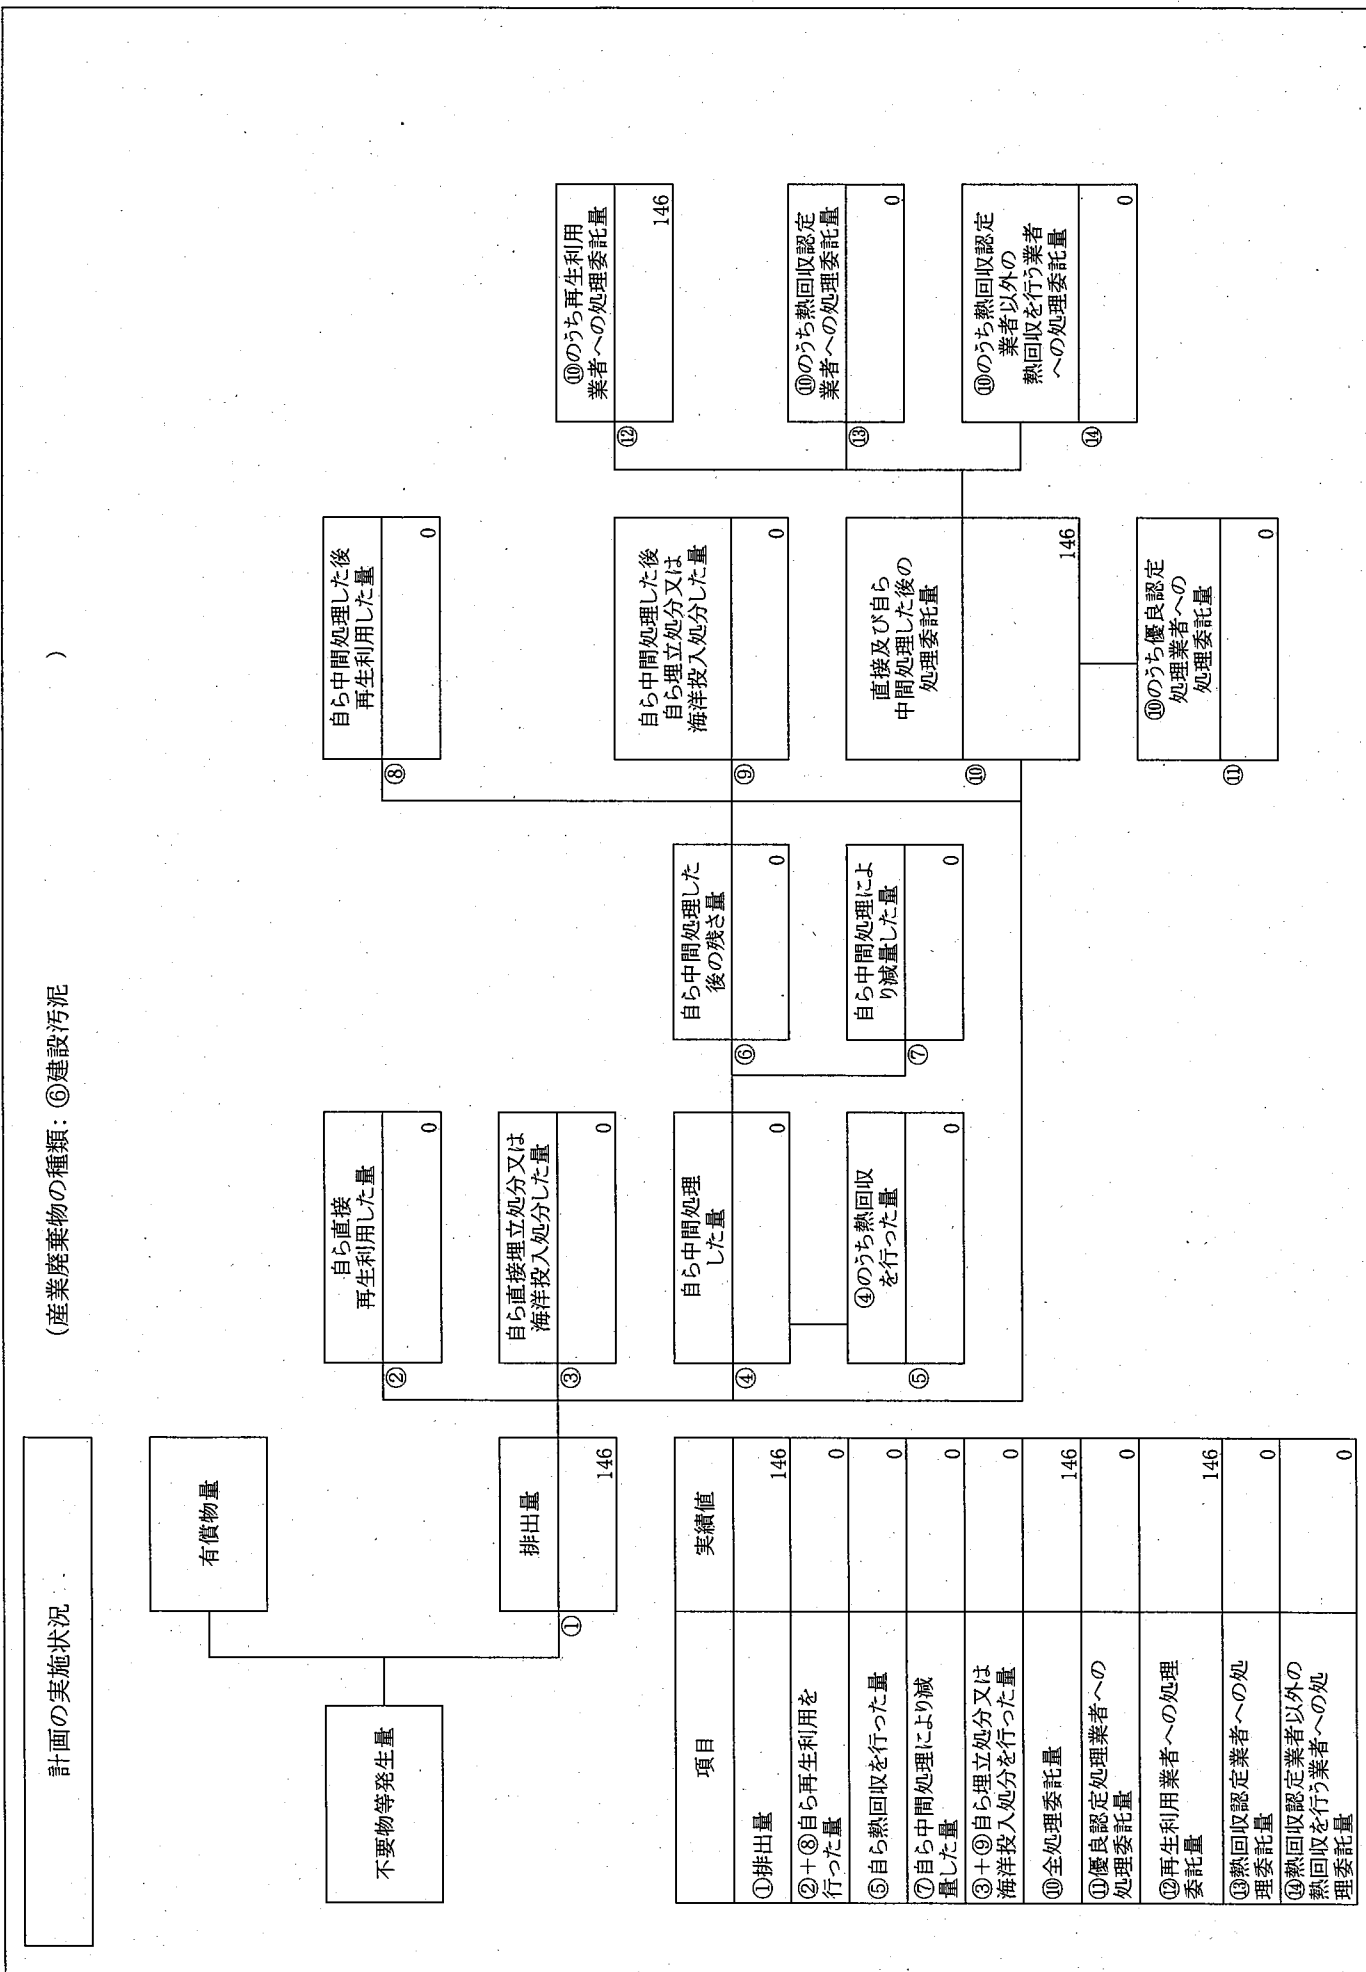 計画の実施状況
(産業廃棄物の種類：⑥建設汚泥　　　　　)
不要物等発生量
有償物量
①
排出量
146
②
自ら直接
再生利用した量
0
③
自ら直接埋立処分又は
海洋投入処分した量
0
④
自ら中間処理
した量
0
⑤
④のうち熱回収
を行った量
0
⑥
自ら中間処理した
後の残さ量
0
⑦
自ら中間処理によ
り減量した量
0
⑧
自ら中間処理した後
再生利用した量
0
⑨
自ら中間処理した後
自ら埋立処分又は
海洋投入処分した量
0
⑩
直接及び自ら
中間処理した後の
処理委託量
146
⑪
⑩のうち優良認定
処理業者への
処理委託量
0
⑫
⑩のうち再生利用
業者への処理委託量
146
⑬
⑩のうち熱回収認定
業者への処理委託量
0
⑭
⑩のうち熱回収認定
業者以外の
熱回収を行う業者
への処理委託量
0
項目 実績値
①排出量 146
②＋⑧自ら再生利用を
行った量 0
⑤自ら熱回収を行った量 0
⑦自ら中間処理により減
量した量 0
③＋⑨自ら埋立処分又は
海洋投入処分を行った量 0
⑩全処理委託量 146
⑪優良認定処理業者への
処理委託量 0
⑫再生利用業者への処理
委託量 146
⑬熱回収認定業者への処
理委託量 0
⑭熱回収認定業者以外の
熱回収を行う業者への処
理委託量 0